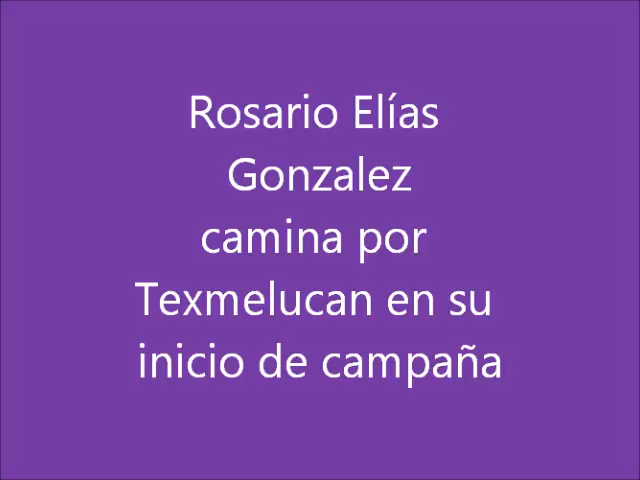 Rosario Elías
Gonzalez
camina por
Texmelucan en su
inicio de campaña